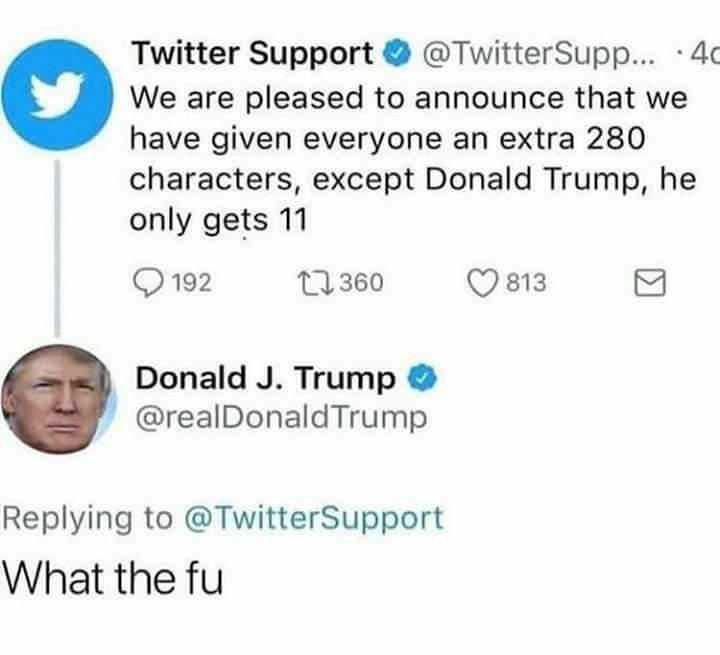 Twitter Support @TwitterSupp... · 4d
We are pleased to announce that we
have given everyone an extra 280
characters, except Donald Trump, he
only gets 11
192 360 813
Donald J. Trump
@realDonaldTrump
Replying to @TwitterSupport
What the fu